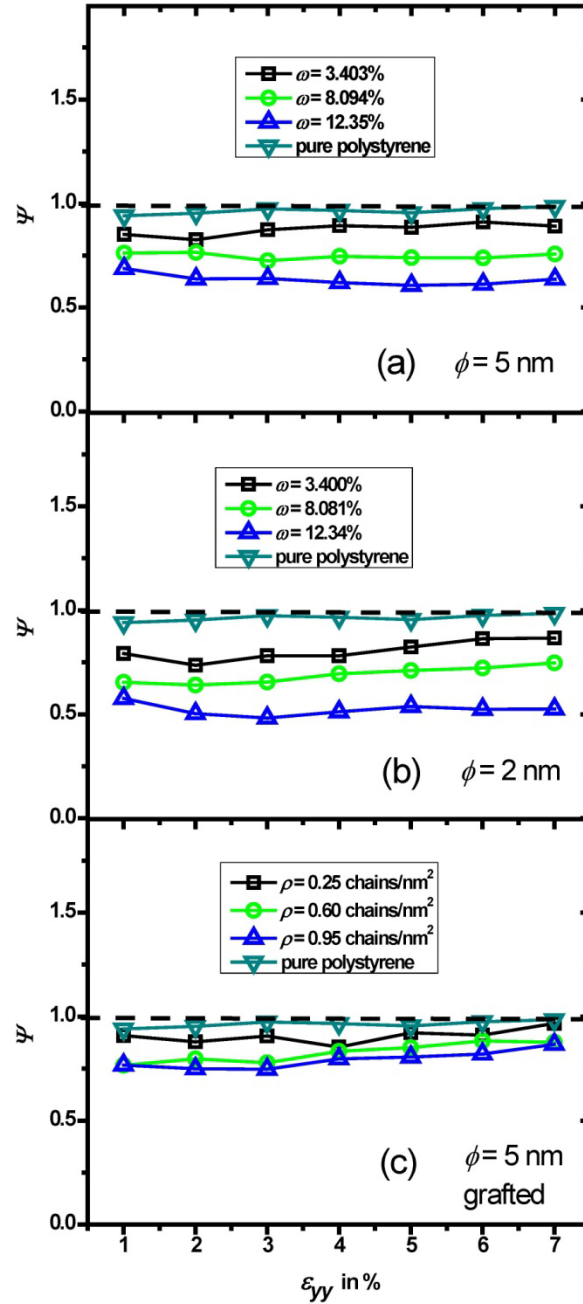 ω = 3.403%
ω = 8.094%
ω = 12.35%
pure polystyrene
1.5
1.0
0.5
0.0
Ψ
(a) ϕ = 5 nm
ω = 3.400%
ω = 8.081%
ω = 12.34%
pure polystyrene
1.5
1.0
0.5
0.0
Ψ
(b) ϕ = 2 nm
ρ = 0.25 chains/nm²
ρ = 0.60 chains/nm²
ρ = 0.95 chains/nm²
pure polystyrene
1.5
1.0
0.5
0.0
Ψ
(c) ϕ = 5 nm
grafted
1 2 3 4 5 6 7
εyy in %